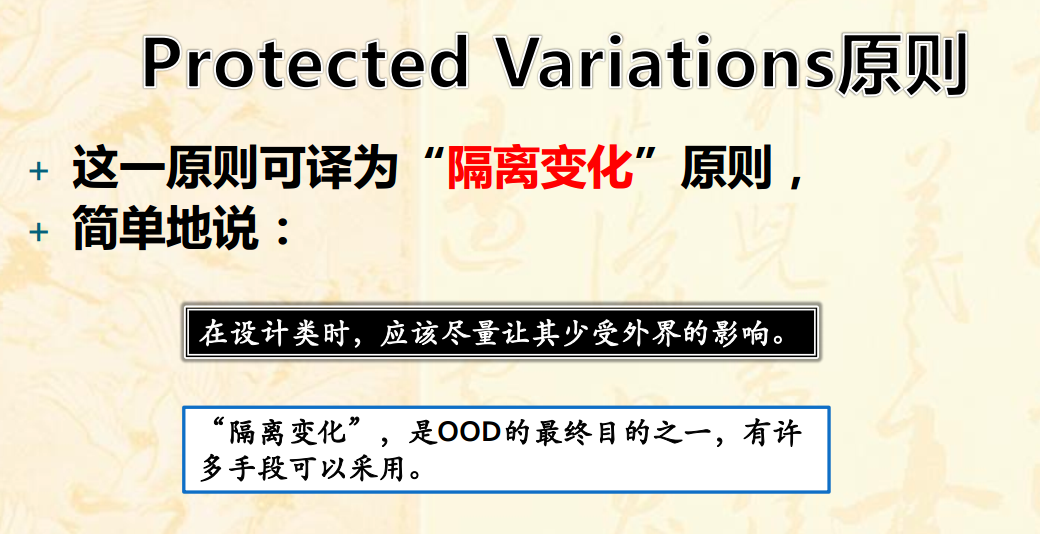 Protected Variations原则
+ 这一原则可译为“隔离变化”原则，
+ 简单地说：
在设计类时，应该尽量让其少受外界的影响。
“隔离变化”，是OOD的最终目的之一，有许
多手段可以采用。